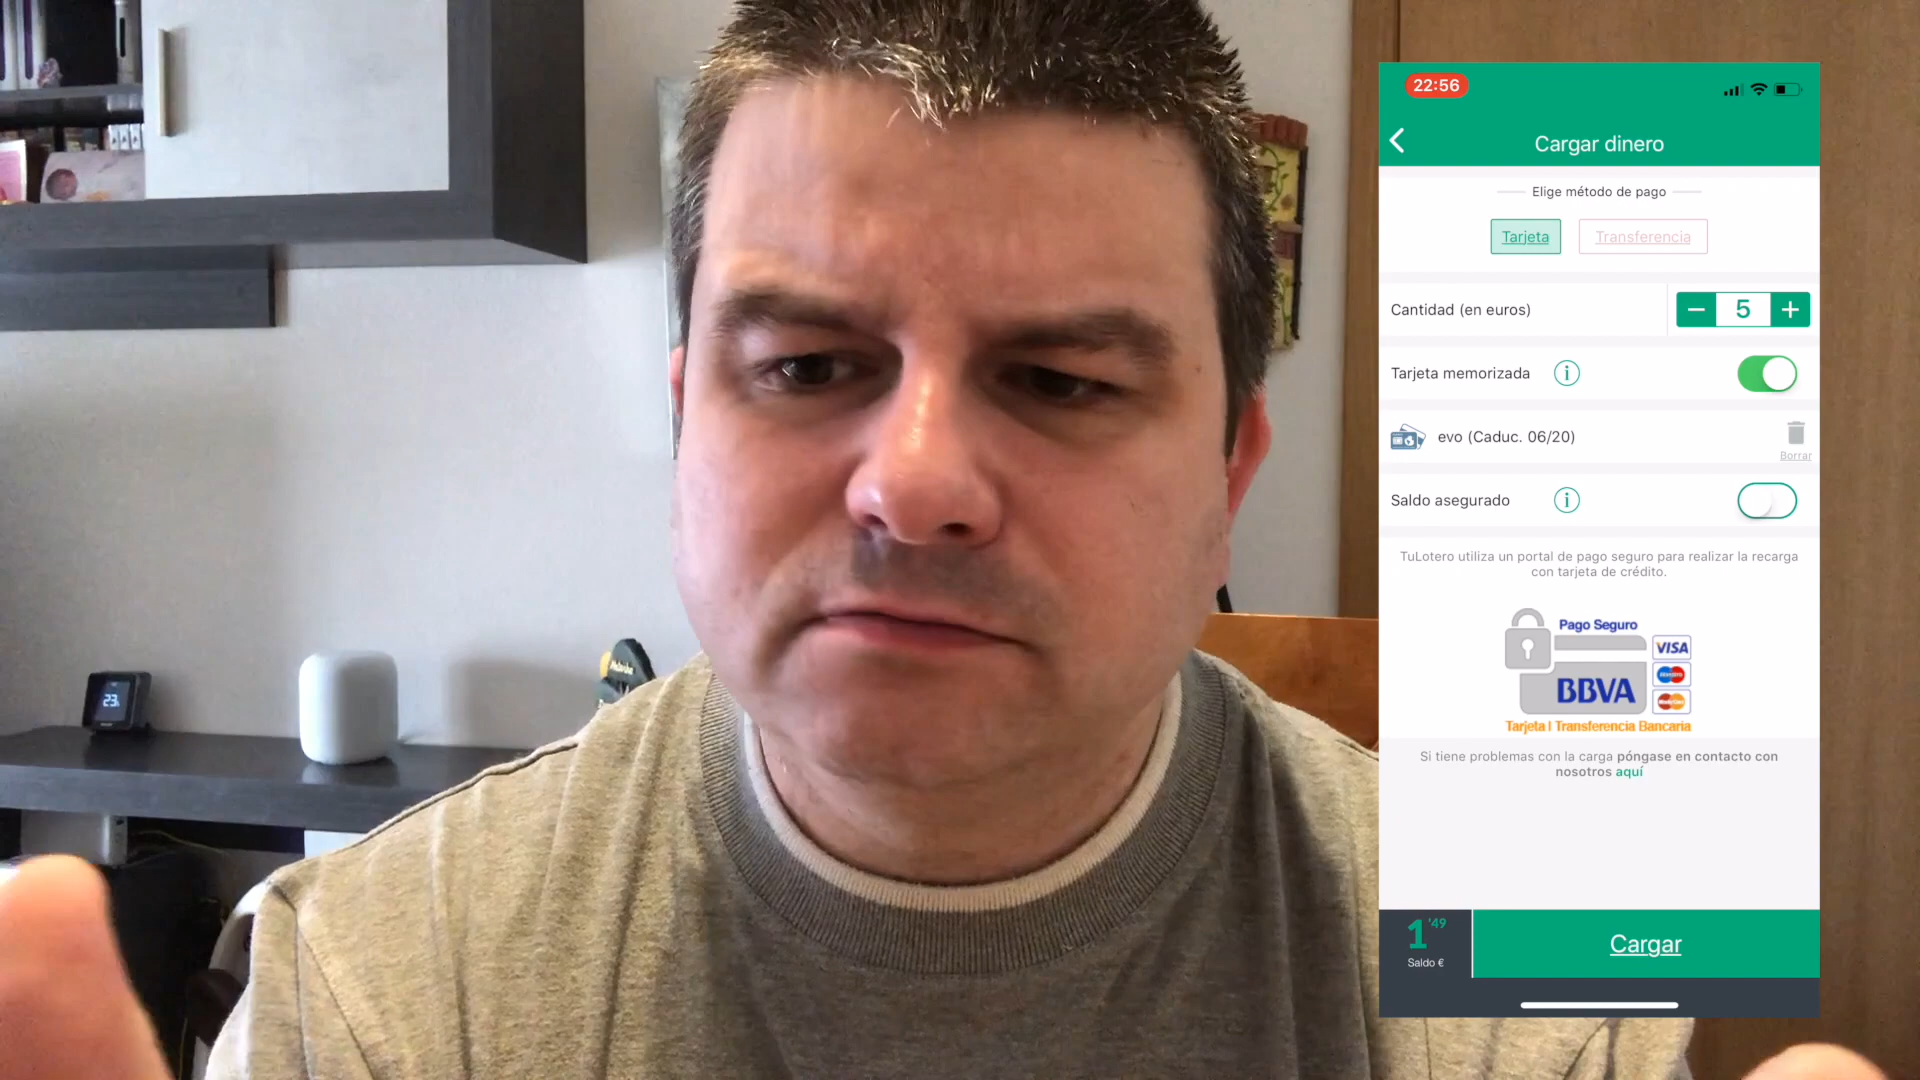 22:56
Cargar dinero
Elige método de pago
Tarjeta
Transferencia
Cantidad (en euros)
− 5 +
Tarjeta memorizada i
evo (Caduc. 06/20)
Borrar
Saldo asegurado i
TuLotero utiliza un portal de pago seguro para realizar la recarga
con tarjeta de crédito.
Pago Seguro
VISA
Maestro
BBVA
MasterCard
Tarjeta | Transferencia Bancaria
Si tiene problemas con la carga póngase en contacto con
nosotros aquí
1'49
Saldo €
Cargar
23